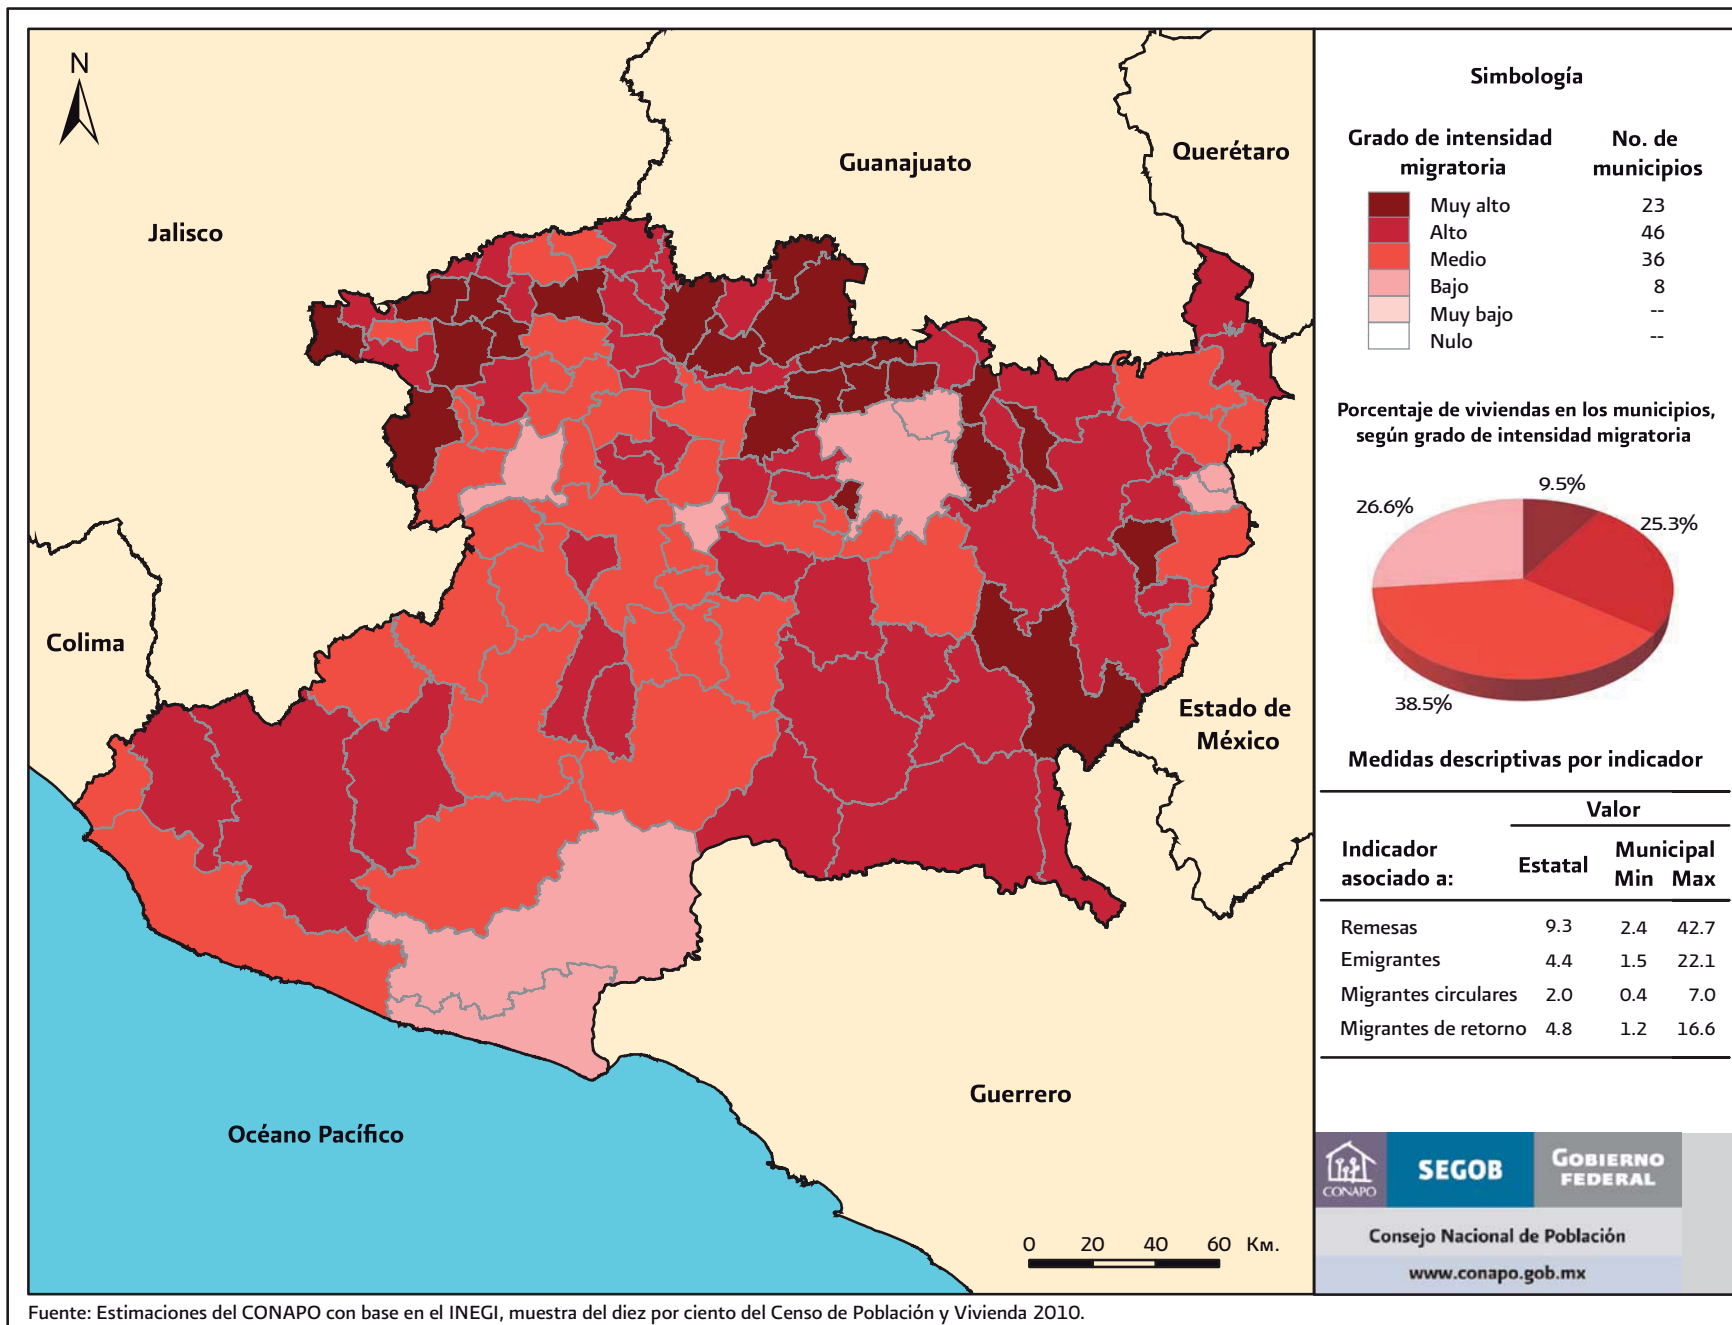 N
Jalisco
Guanajuato
Querétaro
Colima
Estado de
México
Guerrero
Océano Pacífico
0 20 40 60 Km.
Simbología
Grado de intensidad No. de
migratoria municipios
Muy alto 23
Alto 46
Medio 36
Bajo 8
Muy bajo --
Nulo --
Porcentaje de viviendas en los municipios,
según grado de intensidad migratoria
9.5%
26.6%
25.3%
38.5%
Medidas descriptivas por indicador
Valor
Indicador Estatal Municipal
asociado a: Min Max
Remesas 9.3 2.4 42.7
Emigrantes 4.4 1.5 22.1
Migrantes circulares 2.0 0.4 7.0
Migrantes de retorno 4.8 1.2 16.6
CONAPO
SEGOB
GOBIERNO
FEDERAL
Consejo Nacional de Población
www.conapo.gob.mx
Fuente: Estimaciones del CONAPO con base en el INEGI, muestra del diez por ciento del Censo de Población y Vivienda 2010.